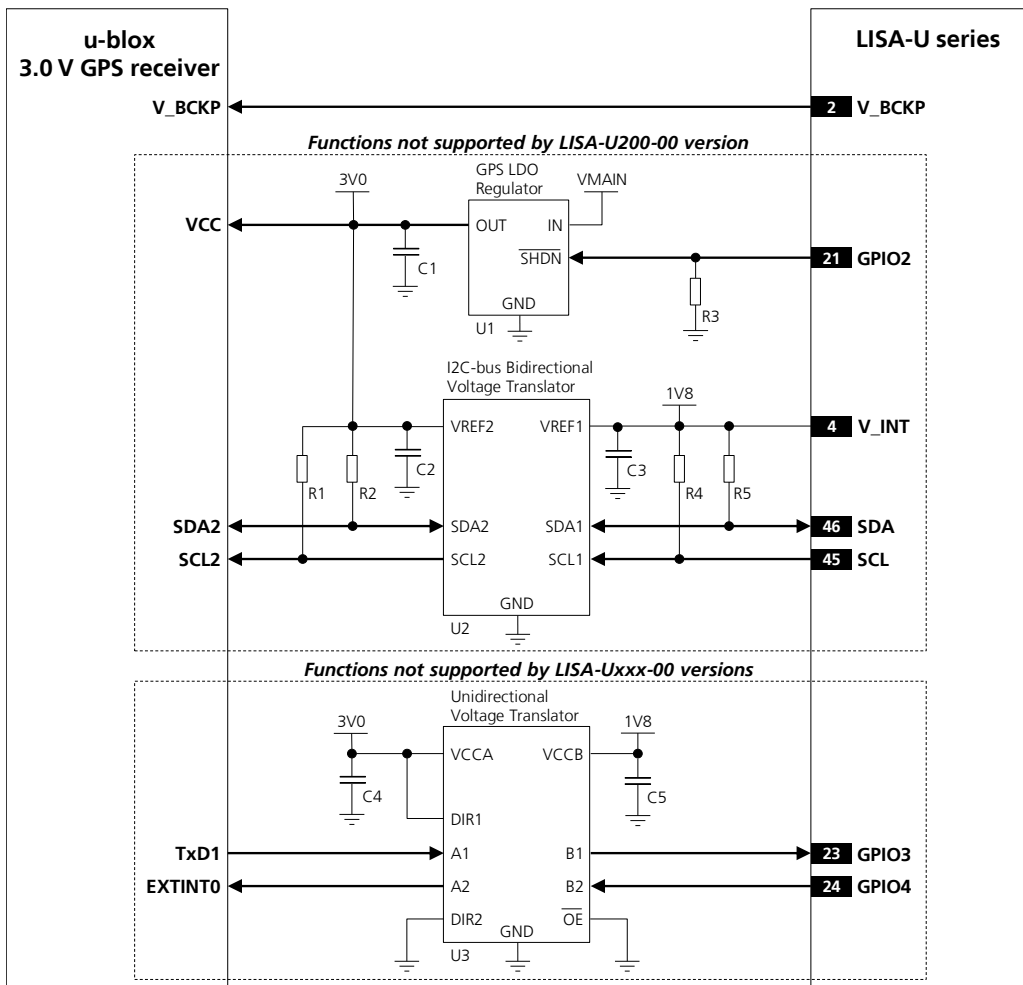 u-blox
3.0 V GPS receiver
LISA-U series
V_BCKP
2 V_BCKP
Functions not supported by LISA-U200-00 version
3V0
GPS LDO
Regulator
VMAIN
VCC
OUT
IN
C1
SHDN
21 GPIO2
GND
R3
U1
I2C-bus Bidirectional
Voltage Translator
1V8
VREF2
VREF1
4 V_INT
R1
R2
C2
C3
R4
R5
SDA2
SDA2
SDA1
46 SDA
SCL2
SCL2
SCL1
45 SCL
GND
U2
Functions not supported by LISA-Uxxx-00 versions
Unidirectional
Voltage Translator
3V0
1V8
VCCA
VCCB
C4
C5
DIR1
TxD1
A1
B1
23 GPIO3
EXTINT0
A2
B2
24 GPIO4
DIR2
OE
GND
U3